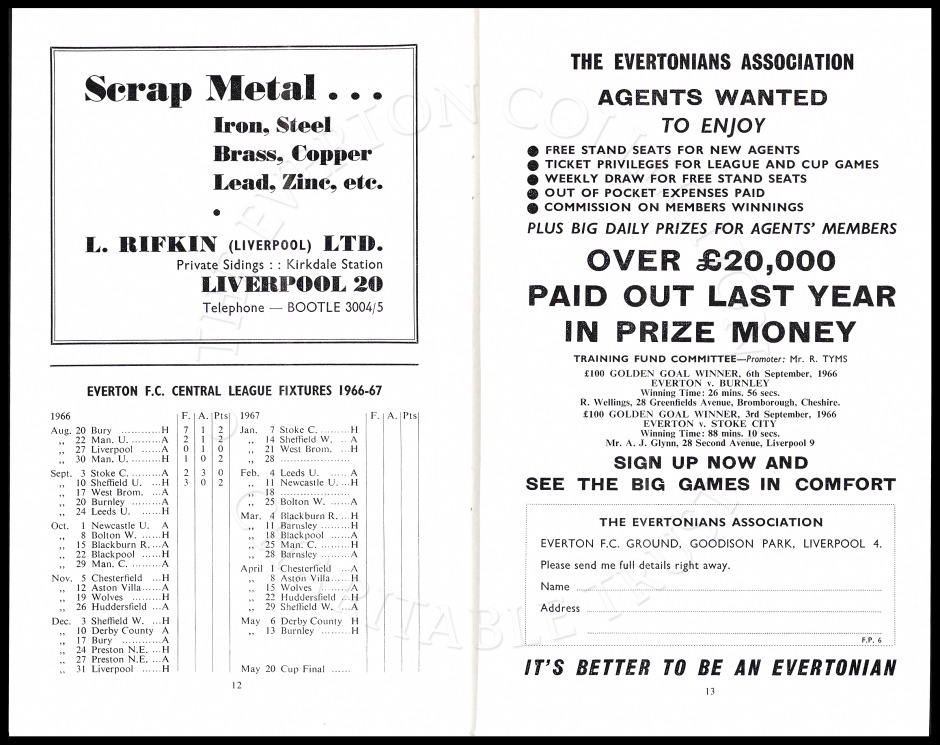 Scrap Metal . . .
Iron, Steel
Brass, Copper
Lead, Zinc, etc.
L. RIFKIN (LIVERPOOL) LTD.
Private Sidings : : Kirkdale Station
LIVERPOOL 20
Telephone — BOOTLE 3004/5
EVERTON F.C. CENTRAL LEAGUE FIXTURES 1966-67
1966 F. A. Pts
Aug. 20 Bury ..........H 7 1 2
,, 22 Man. U. ........A 2 1 2
,, 27 Liverpool .....A 0 1 0
,, 30 Man. U. ........H 1 0 2
Sept. 3 Stoke C. .........A 2 3 0
,, 10 Sheffield U. ...H 3 0 2
,, 17 West Brom. ...A
,, 20 Burnley .........H
,, 24 Leeds U. ......H
Oct. 1 Newcastle U. A
,, 8 Bolton W. ......H
,, 15 Blackburn R. ...A
,, 22 Blackpool ......H
,, 29 Man. C. .........A
Nov. 5 Chesterfield ...H
,, 12 Aston Villa......A
,, 19 Wolves .........H
,, 26 Huddersfield ...A
Dec. 3 Sheffield W. ...H
,, 10 Derby County A
,, 17 Bury ............A
,, 24 Preston N.E. ...H
,, 27 Preston N.E. ...A
,, 31 Liverpool ......H
1967 F. A. Pts
Jan. 7 Stoke C. .........H
,, 14 Sheffield W. ...A
,, 21 West Brom. ...H
,, 28 .....................
Feb. 4 Leeds U. ......A
,, 11 Newcastle U. ...H
,, 18 .....................
,, 25 Bolton W. ......A
Mar. 4 Blackburn R. ...H
,, 11 Barnsley .........H
,, 18 Blackpool ......A
,, 25 Man. C. .........H
,, 28 Barnsley .........A
April 1 Chesterfield ...A
,, 8 Aston Villa......H
,, 15 Wolves .........A
,, 22 Huddersfield ...H
,, 29 Sheffield W. ...A
May 6 Derby County H
,, 13 Burnley .........H
May 20 Cup Final ......
12
THE EVERTONIANS ASSOCIATION
AGENTS WANTED
TO ENJOY
● FREE STAND SEATS FOR NEW AGENTS
● TICKET PRIVILEGES FOR LEAGUE AND CUP GAMES
● WEEKLY DRAW FOR FREE STAND SEATS
● OUT OF POCKET EXPENSES PAID
● COMMISSION ON MEMBERS WINNINGS
PLUS BIG DAILY PRIZES FOR AGENTS' MEMBERS
OVER £20,000
PAID OUT LAST YEAR
IN PRIZE MONEY
TRAINING FUND COMMITTEE—Promoter: Mr. R. TYMS
£100 GOLDEN GOAL WINNER, 6th September, 1966
EVERTON v. BURNLEY
Winning Time: 26 mins. 56 secs.
R. Wellings, 28 Greenfields Avenue, Bromborough, Cheshire.
£100 GOLDEN GOAL WINNER, 3rd September, 1966
EVERTON v. STOKE CITY
Winning Time: 88 mins. 10 secs.
Mr. A. J. Glynn, 28 Second Avenue, Liverpool 9
SIGN UP NOW AND
SEE THE BIG GAMES IN COMFORT
THE EVERTONIANS ASSOCIATION
EVERTON F.C. GROUND, GOODISON PARK, LIVERPOOL 4.
Please send me full details right away.
Name
Address
F.P. 6
IT'S BETTER TO BE AN EVERTONIAN
13
THE EVERTON COLLECTION CHARITABLE TRUST